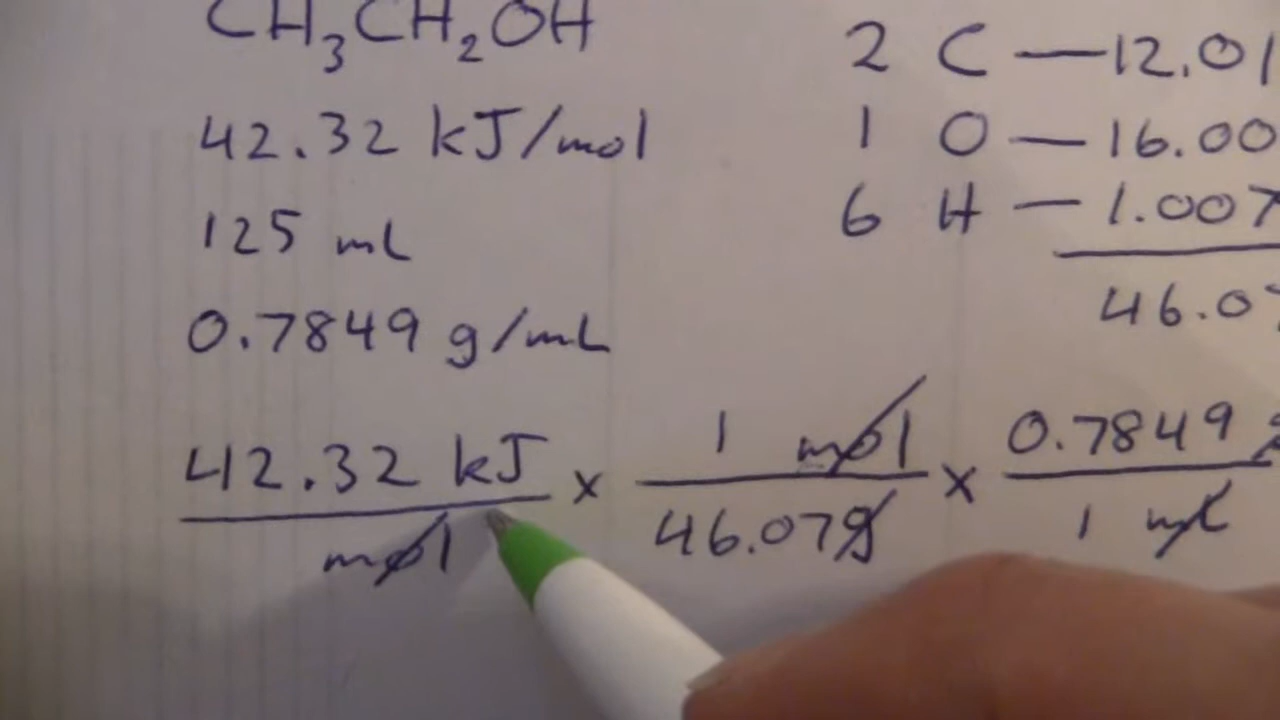 CH3CH2OH
42.32 kJ/mol
125 mL
0.7849 g/mL
2 C — 12.01
1 O — 16.00
6 H — 1.007
46.07
42.32 kJ / mol × 1 mol / 46.07g × 0.7849 g / 1 mL